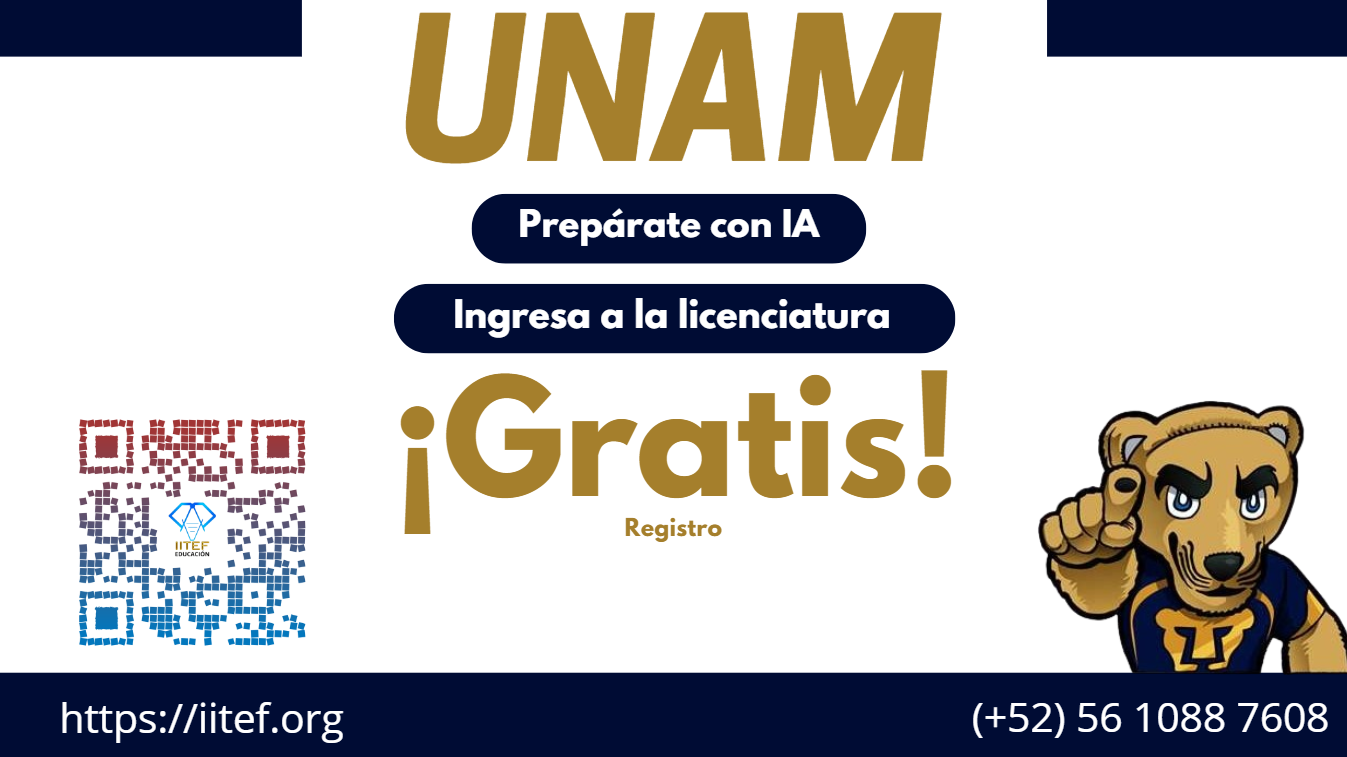 UNAM
Prepárate con IA
Ingresa a la licenciatura
¡Gratis!
Registro
IITEF
EDUCACIÓN
https://iitef.org
(+52) 56 1088 7608